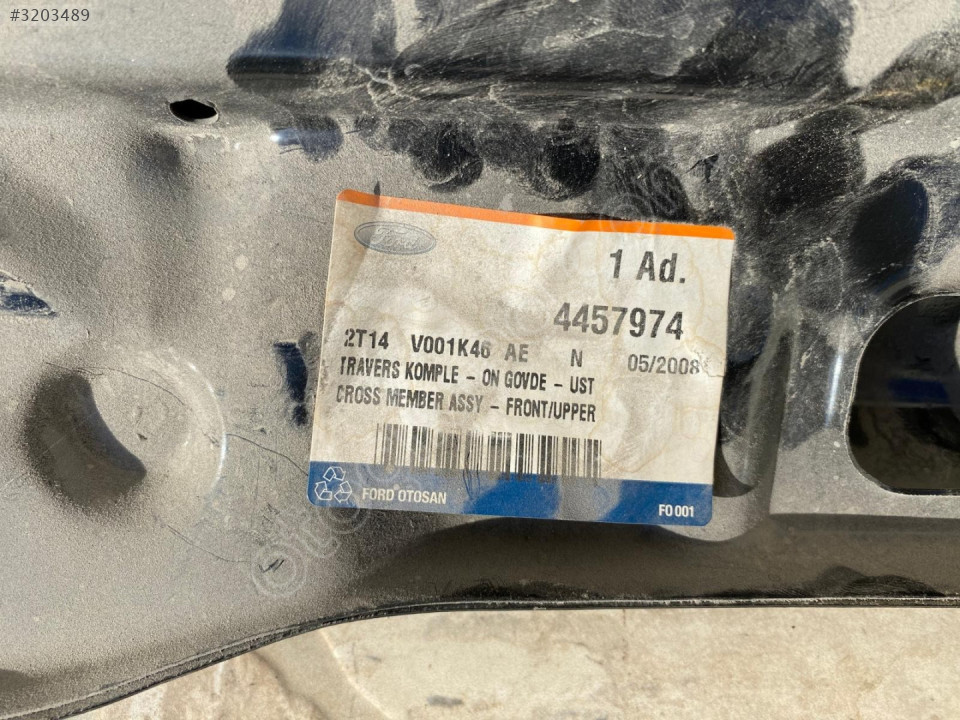 #3203489
Ford
1 Ad.
4457974
2T14 V001K46 AE N 05/2008
TRAVERS KOMPLE - ON GOVDE - UST
CROSS MEMBER ASSY - FRONT/UPPER
FORD OTOSAN
FO 001